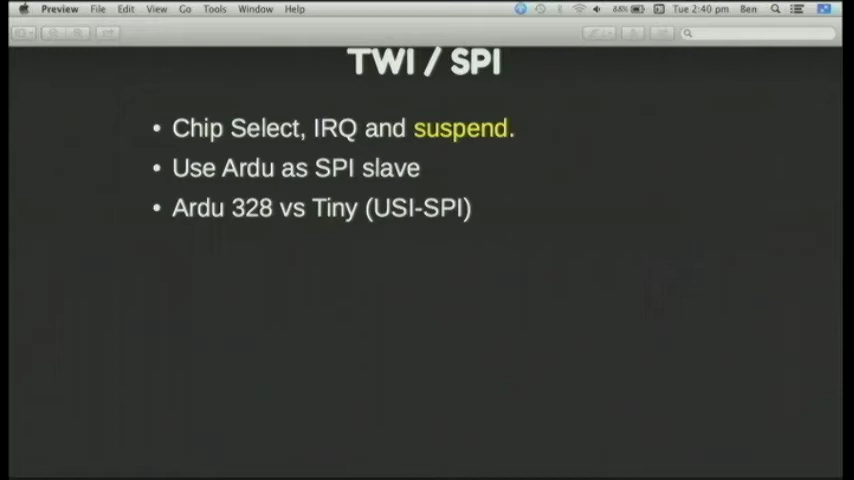 Preview File Edit View Go Tools Window Help 88% Tue 2:40 pm Ben
TWI / SPI
• Chip Select, IRQ and suspend.
• Use Ardu as SPI slave
• Ardu 328 vs Tiny (USI-SPI)